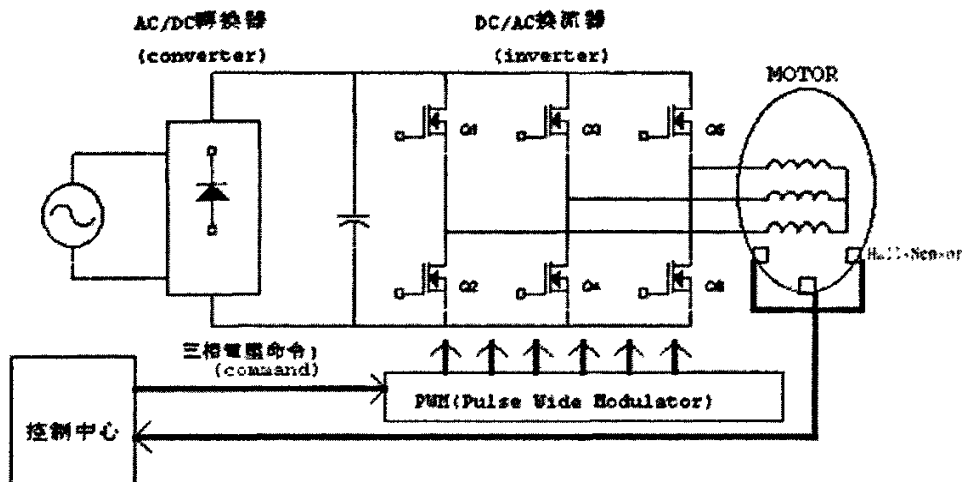 AC/DC轉換器
(converter)
DC/AC換流器
(inverter)
MOTOR
Q1
Q3
Q5
Hall-Sensor
Q2
Q4
Q6
三相電壓命令
(command)
PWM(Pulse Wide Modulator)
控制中心